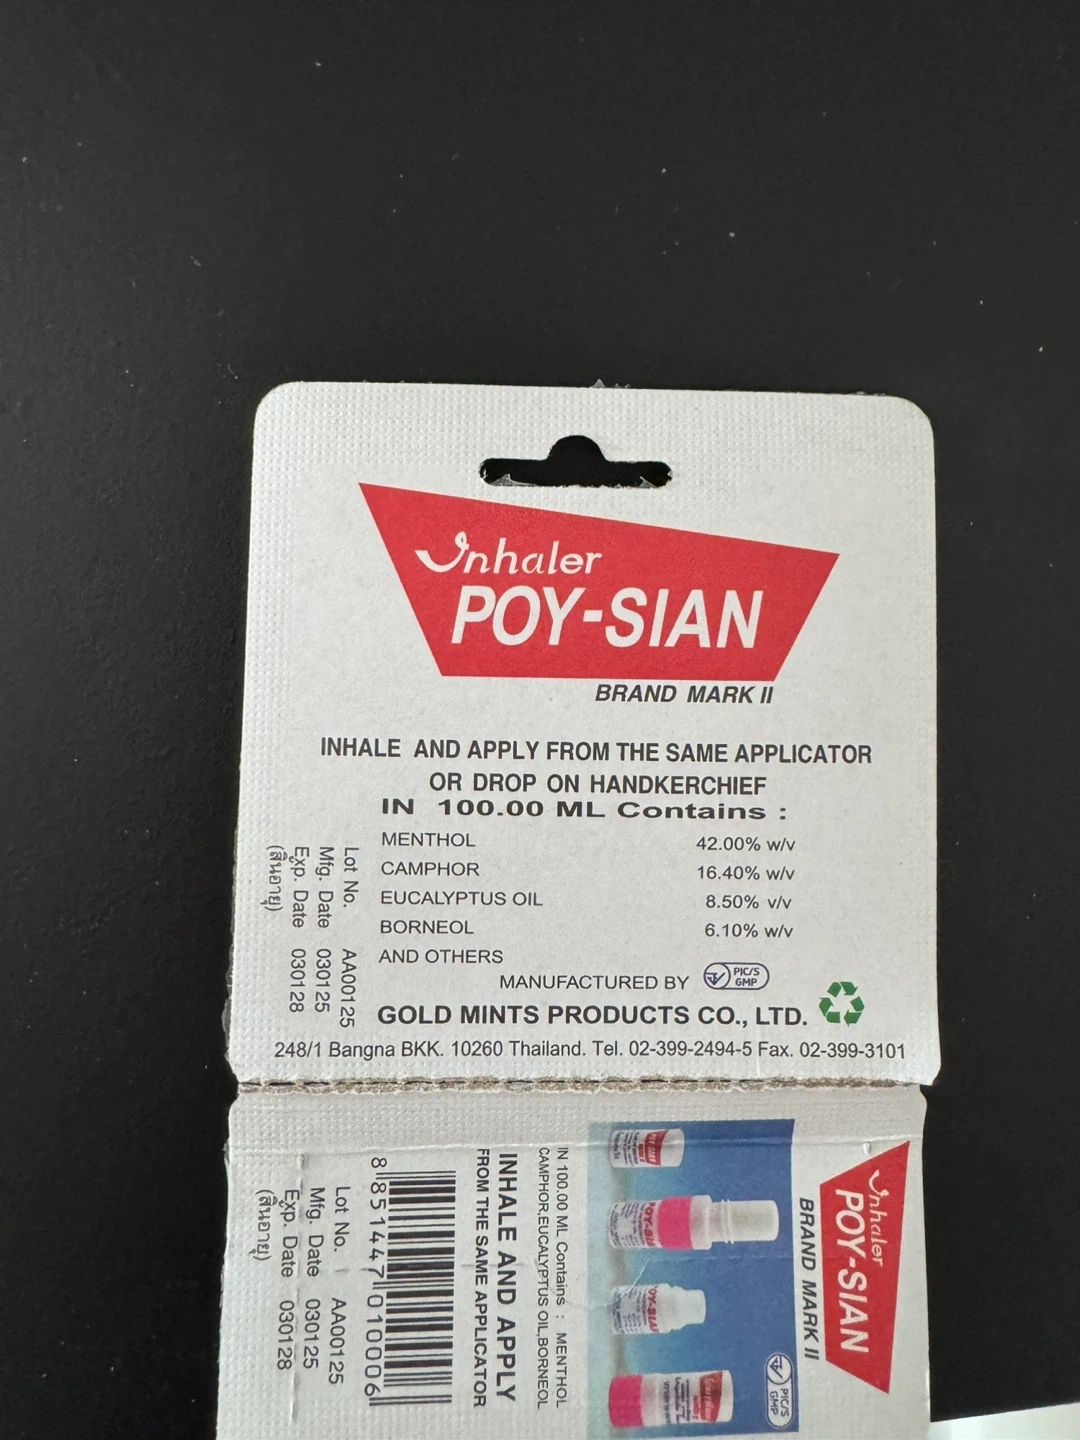 Inhaler
POY-SIAN
BRAND MARK II
INHALE AND APPLY FROM THE SAME APPLICATOR
OR DROP ON HANDKERCHIEF
IN 100.00 ML Contains :
MENTHOL 42.00% w/v
CAMPHOR 16.40% w/v
EUCALYPTUS OIL 8.50% v/v
BORNEOL 6.10% w/v
AND OTHERS
MANUFACTURED BY PIC/S GMP
GOLD MINTS PRODUCTS CO., LTD.
248/1 Bangna BKK. 10260 Thailand. Tel. 02-399-2494-5 Fax. 02-399-3101
Lot No. AA00125
Mfg. Date 030125
Exp. Date 030128
(สิ้นอายุ)
Inhaler
POY-SIAN
BRAND MARK II
PIC/S
GMP
IN 100.00 ML Contains : MENTHOL
CAMPHOR,EUCALYPTUS OIL,BORNEOL
INHALE AND APPLY
FROM THE SAME APPLICATOR
8 851447 010006
Lot No. AA00125
Mfg. Date 030125
Exp. Date 030128
(สิ้นอายุ)